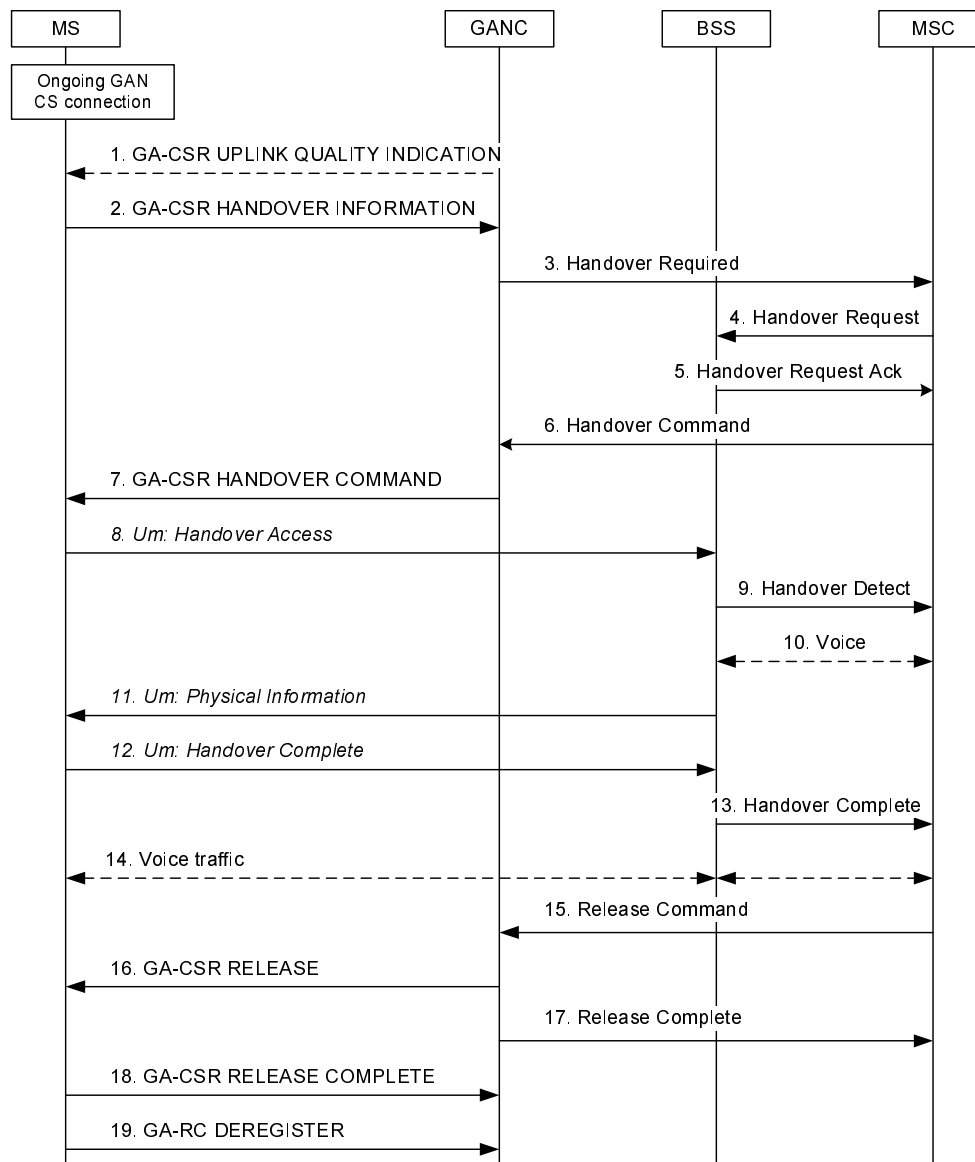 MS
GANC
BSS
MSC
Ongoing GAN
CS connection
1. GA-CSR UPLINK QUALITY INDICATION
2. GA-CSR HANDOVER INFORMATION
3. Handover Required
4. Handover Request
5. Handover Request Ack
6. Handover Command
7. GA-CSR HANDOVER COMMAND
8. Um: Handover Access
9. Handover Detect
10. Voice
11. Um: Physical Information
12. Um: Handover Complete
13. Handover Complete
14. Voice traffic
15. Release Command
16. GA-CSR RELEASE
17. Release Complete
18. GA-CSR RELEASE COMPLETE
19. GA-RC DEREGISTER